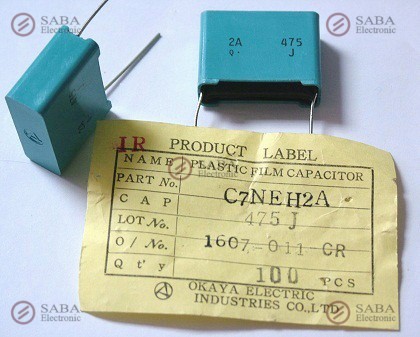 SABA
Electronic
SABA
Electronic
2A 475
Q· J
1R PRODUCT LABEL
NAME PLASTIC FILM CAPACITOR
PART No. C7NEH2A
CAP 475 J
LOT No.
O/No. 1607-011-CR
Q t' y 100 PCS
OKAYA ELECTRIC
INDUSTRIES CO.,LTD.
SABA
Electronic
SABA
Electronic